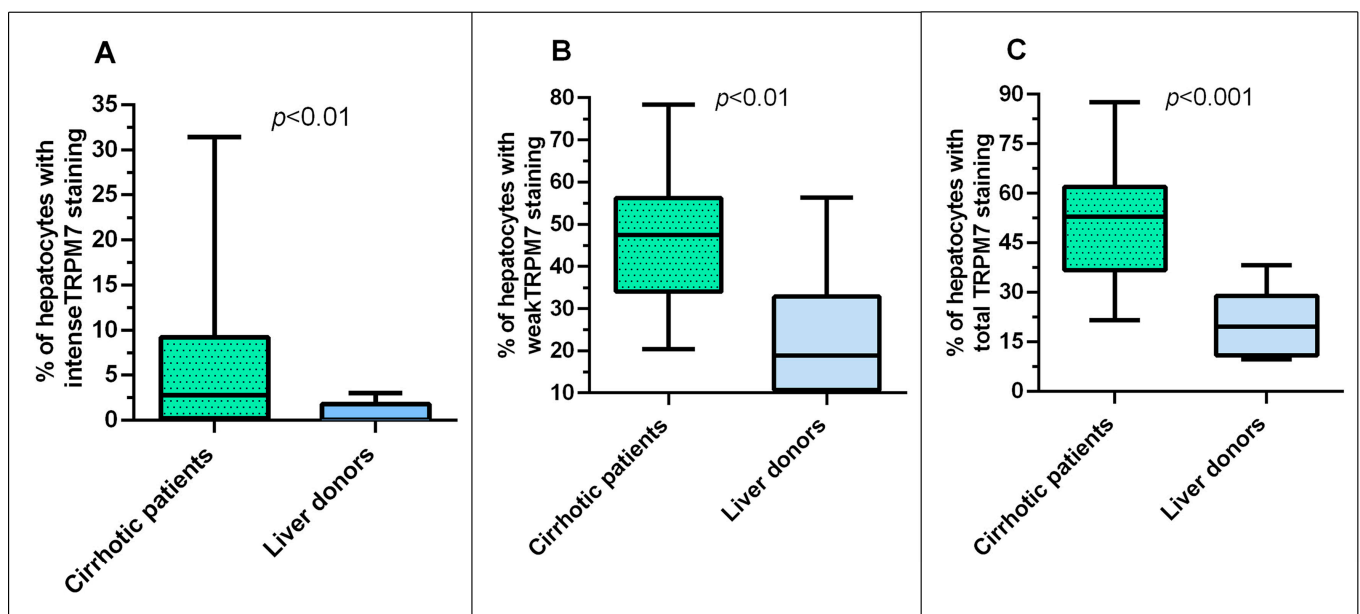 A
% of hepatocytes with
intenseTRPM7 staining
35
30
25
20
15
10
5
0
p<0.01
Cirrhotic patients
Liver donors
B
% of hepatocytes with
weakTRPM7 staining
80
70
60
50
40
30
20
10
p<0.01
Cirrhotic patients
Liver donors
C
% of hepatocytes with
total TRPM7 staining
90
75
60
45
30
15
0
p<0.001
Cirrhotic patients
Liver donors